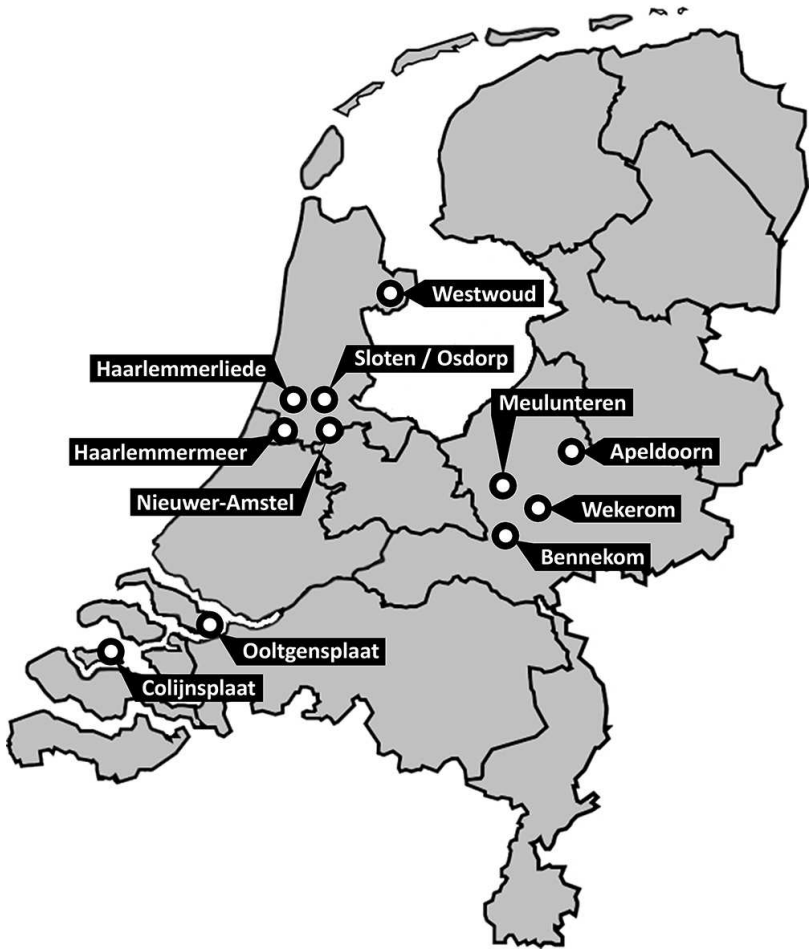 Westwoud
Sloten / Osdorp
Haarlemmerliede
Meulunteren
Haarlemmermeer
Apeldoorn
Nieuwer-Amstel
Wekerom
Bennekom
Ooltgensplaat
Colijnsplaat